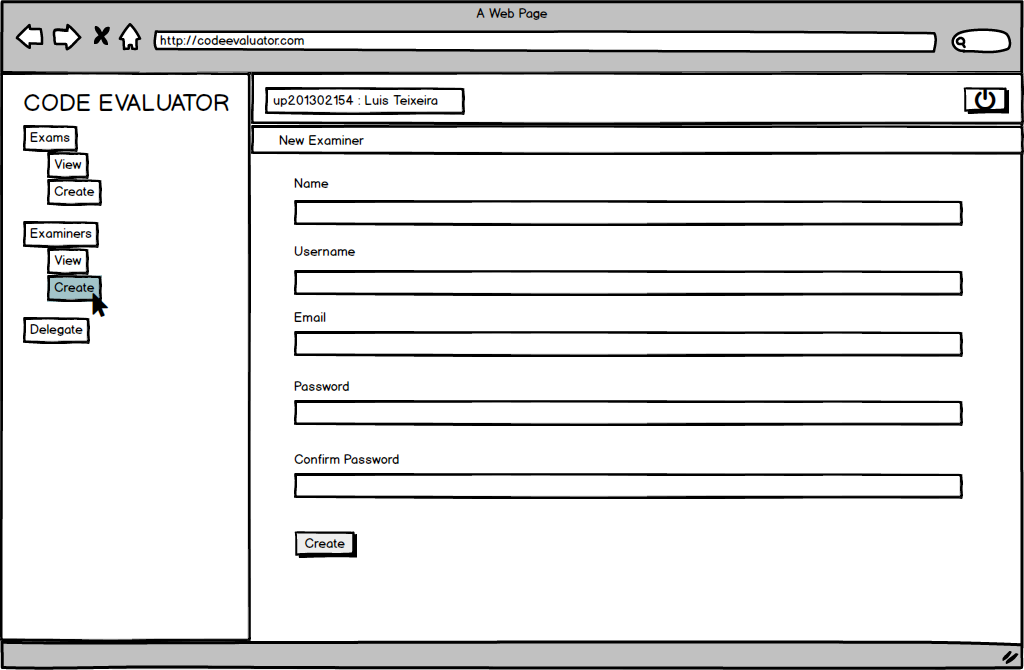 A Web Page
http://codeevaluator.com
CODE EVALUATOR
Exams
View
Create
Examiners
View
Create
Delegate
up201302154 : Luis Teixeira
New Examiner
Name
Username
Email
Password
Confirm Password
Create